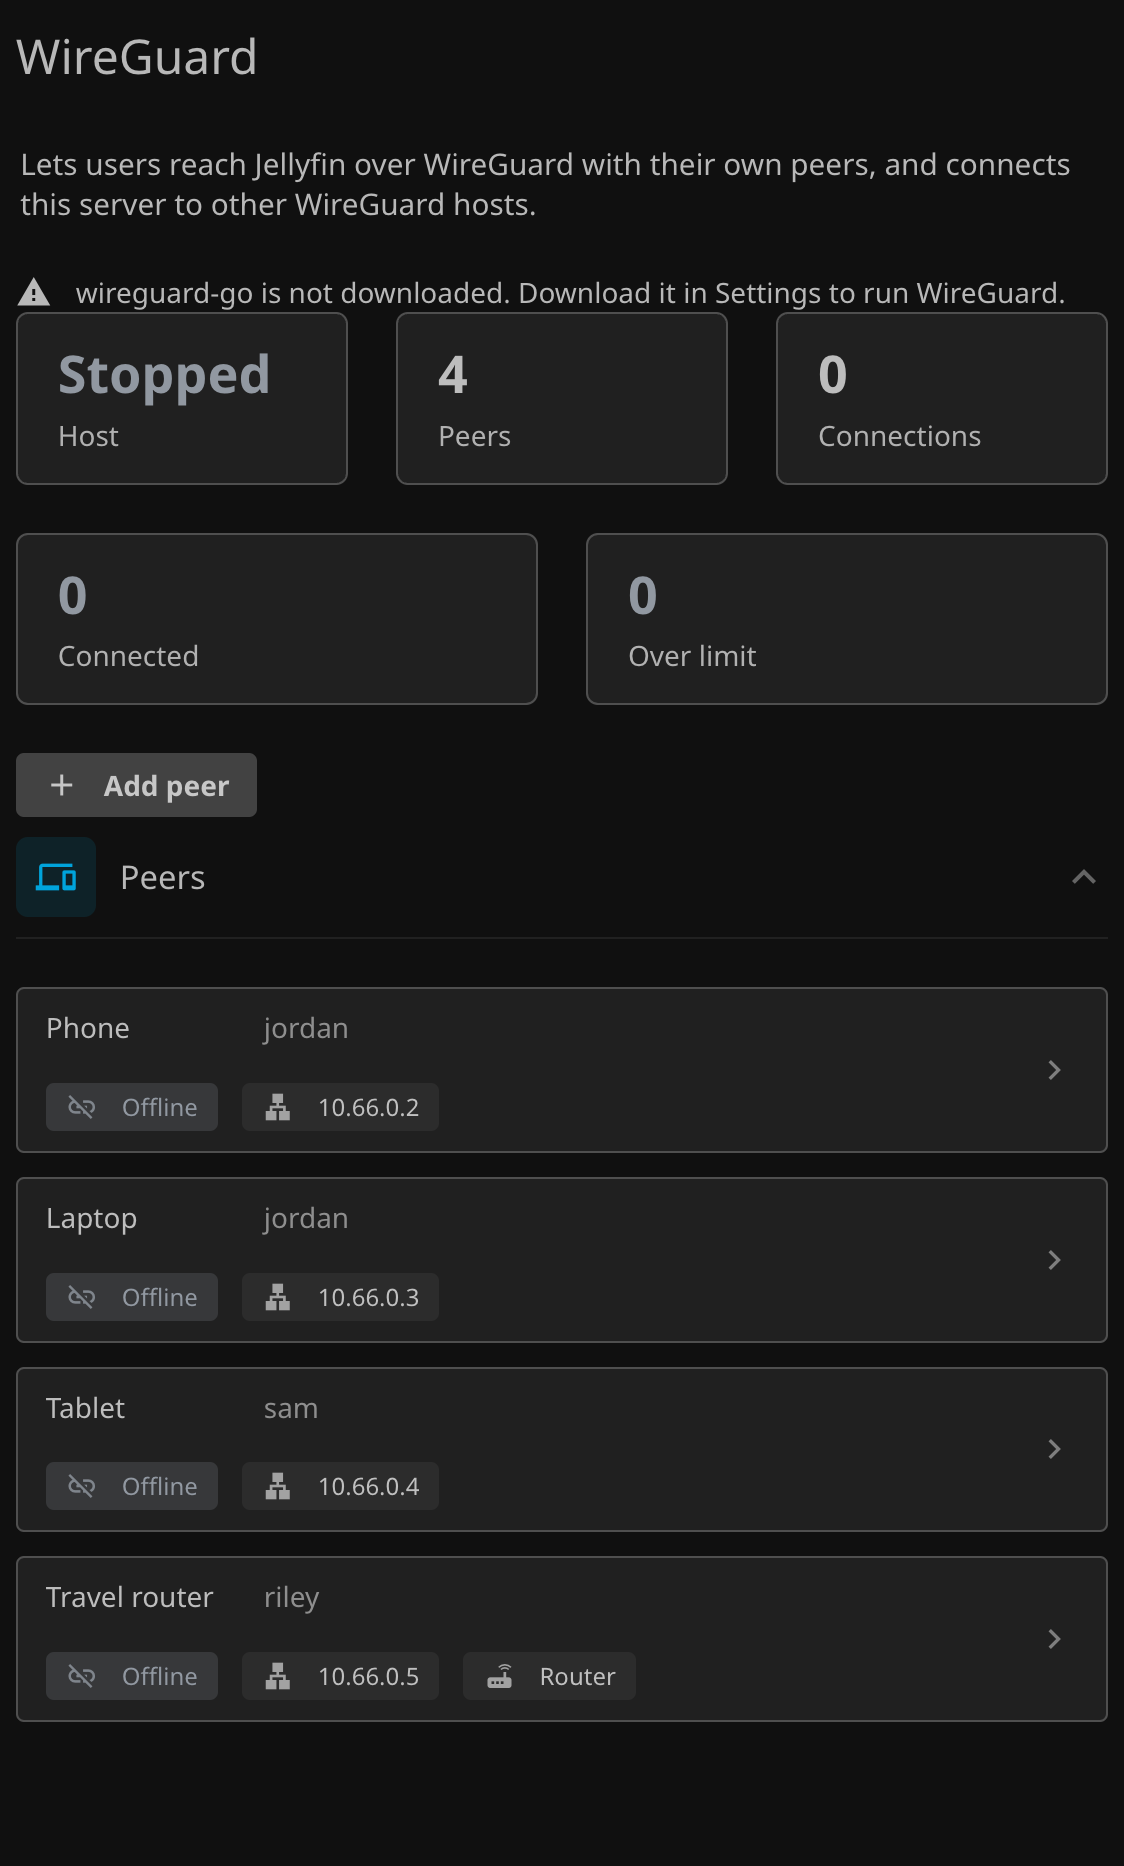 WireGuard
Lets users reach Jellyfin over WireGuard with their own peers, and connects
this server to other WireGuard hosts.
wireguard-go is not downloaded. Download it in Settings to run WireGuard.
Stopped
Host
4
Peers
0
Connections
0
Connected
0
Over limit
Add peer
Peers
Phone jordan
Offline 10.66.0.2
Laptop jordan
Offline 10.66.0.3
Tablet sam
Offline 10.66.0.4
Travel router riley
Offline 10.66.0.5 Router